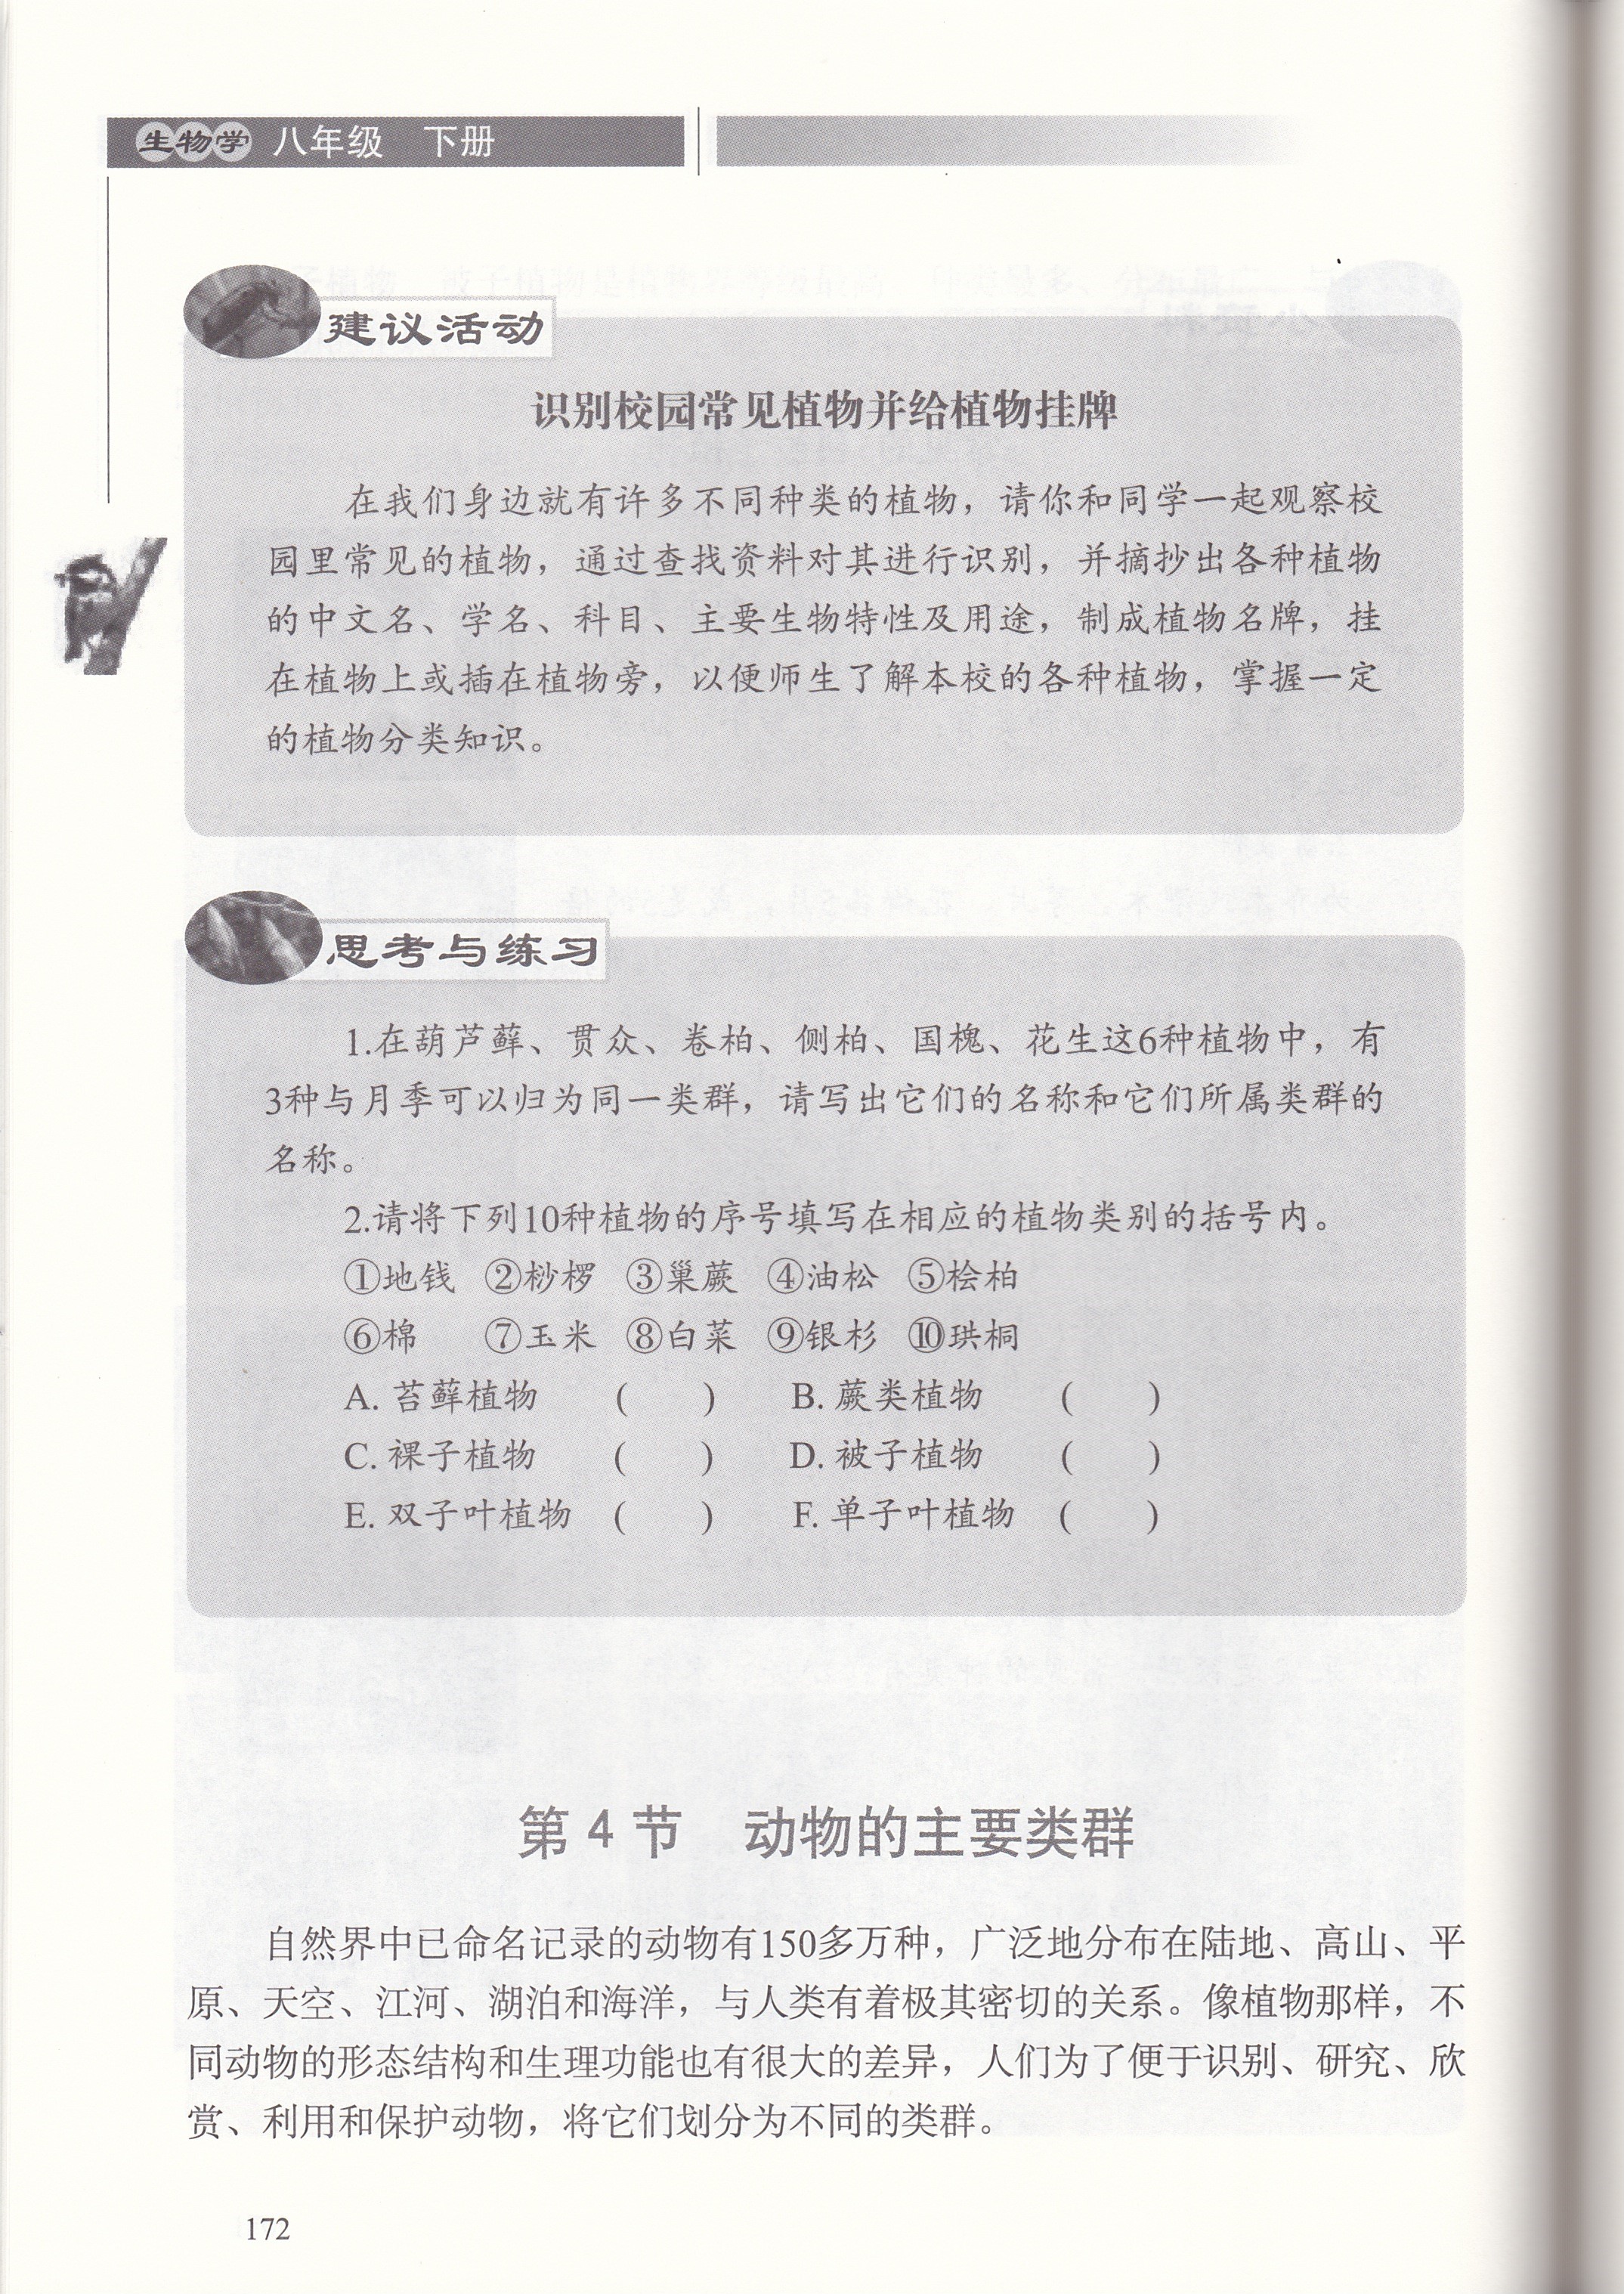 生物学 八年级 下册
建议活动
识别校园常见植物并给植物挂牌
在我们身边就有许多不同种类的植物，请你和同学一起观察校
园里常见的植物，通过查找资料对其进行识别，并摘抄出各种植物
的中文名、学名、科目、主要生物特性及用途，制成植物名牌，挂
在植物上或插在植物旁，以便师生了解本校的各种植物，掌握一定
的植物分类知识。
思考与练习
1.在葫芦藓、贯众、卷柏、侧柏、国槐、花生这6种植物中，有
3种与月季可以归为同一类群，请写出它们的名称和它们所属类群的
名称。
2.请将下列10种植物的序号填写在相应的植物类别的括号内。
①地钱 ②桫椤 ③巢蕨 ④油松 ⑤桧柏
⑥棉 ⑦玉米 ⑧白菜 ⑨银杉 ⑩珙桐
A. 苔藓植物 （ ） B. 蕨类植物 （ ）
C. 裸子植物 （ ） D. 被子植物 （ ）
E. 双子叶植物 （ ） F. 单子叶植物 （ ）
第 4 节 动物的主要类群
自然界中已命名记录的动物有150多万种，广泛地分布在陆地、高山、平
原、天空、江河、湖泊和海洋，与人类有着极其密切的关系。像植物那样，不
同动物的形态结构和生理功能也有很大的差异，人们为了便于识别、研究、欣
赏、利用和保护动物，将它们划分为不同的类群。
172